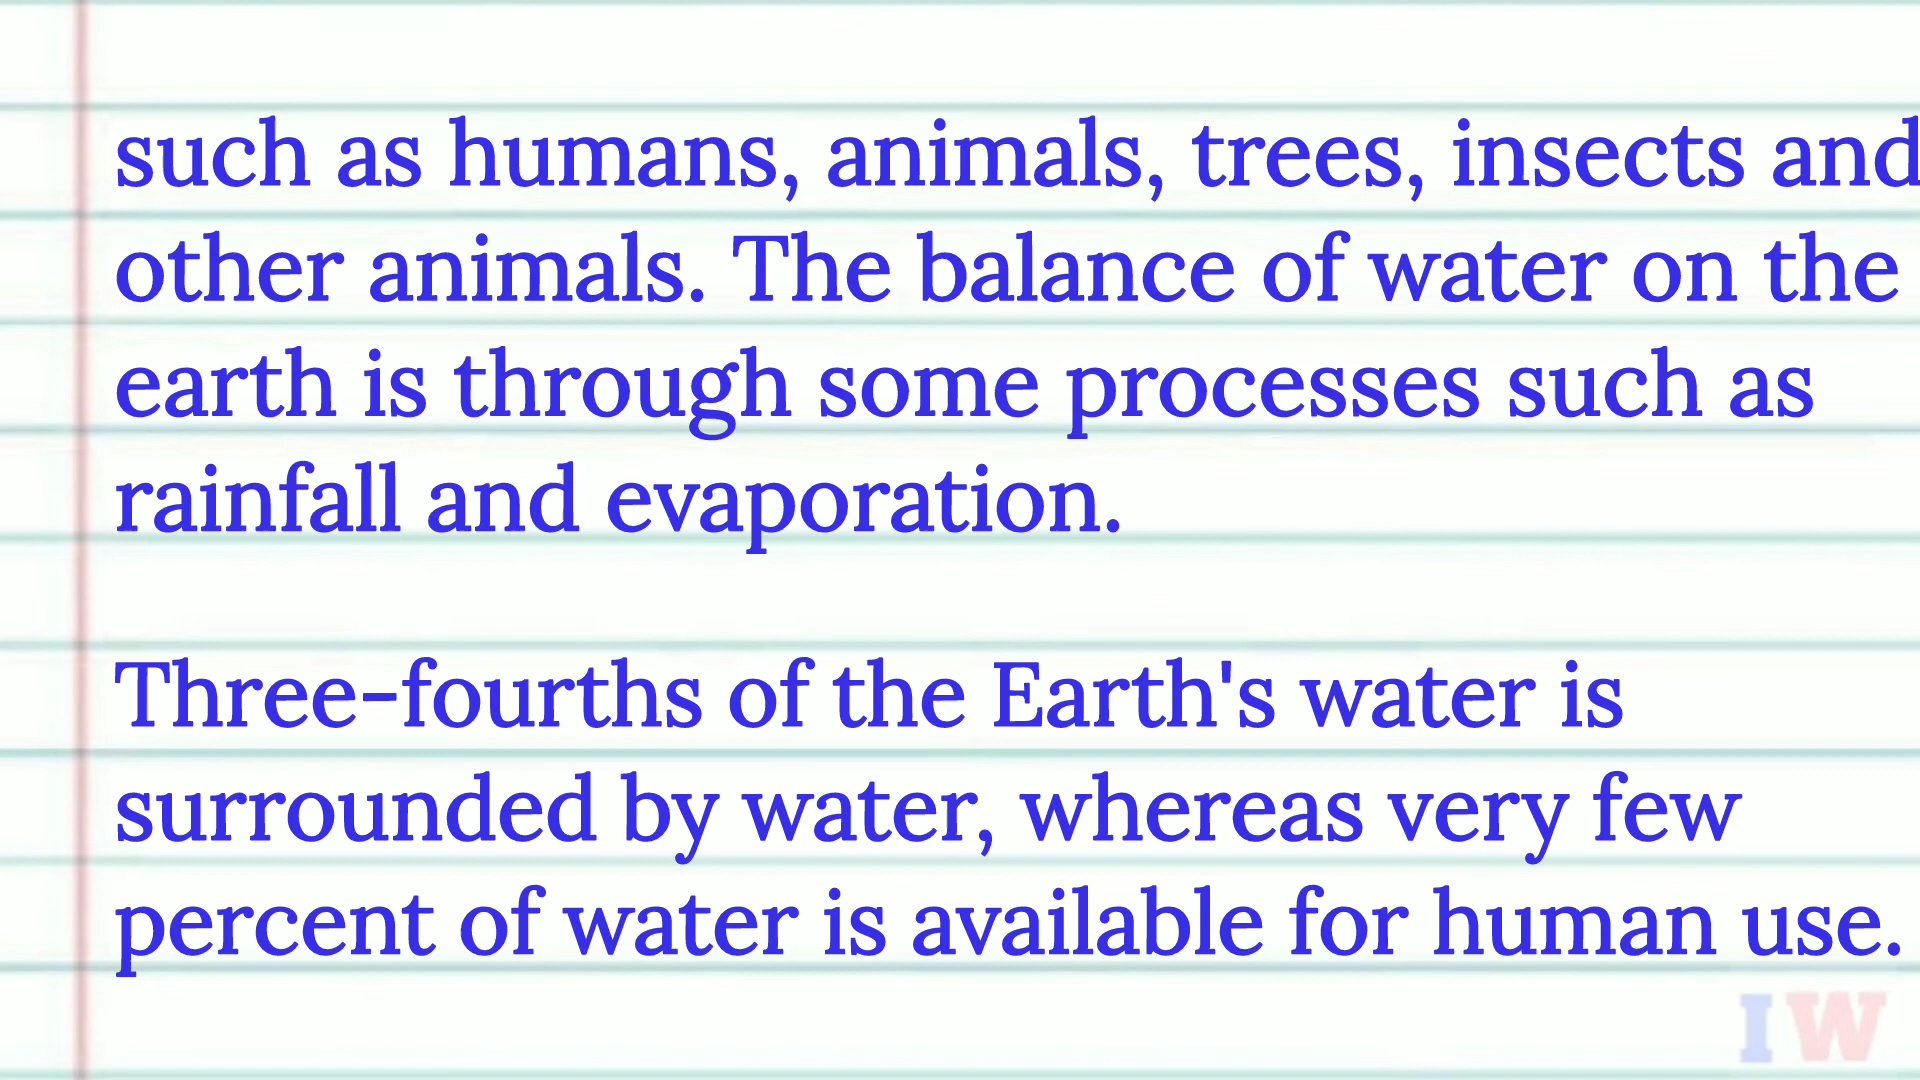 such as humans, animals, trees, insects and
other animals. The balance of water on the
earth is through some processes such as
rainfall and evaporation.
Three-fourths of the Earth's water is
surrounded by water, whereas very few
percent of water is available for human use.
IW